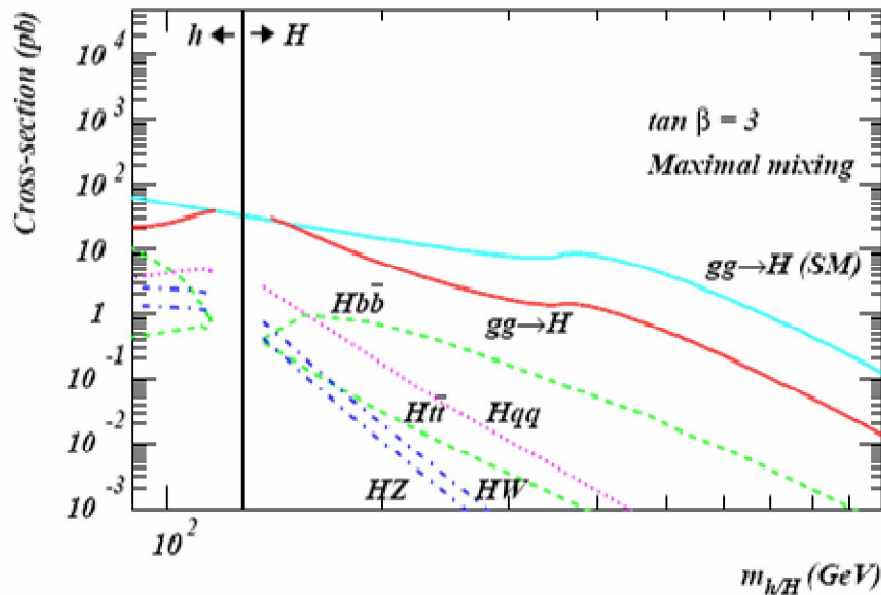 Cross-section (pb)
h H
10^4
10^3
10^2
10
1
10^-1
10^-2
10^-3
tan β = 3
Maximal mixing
gg→H (SM)
gg→H
Hbb̄
Htt̄
Hqq
HZ
HW
10^2
m_h/H (GeV)